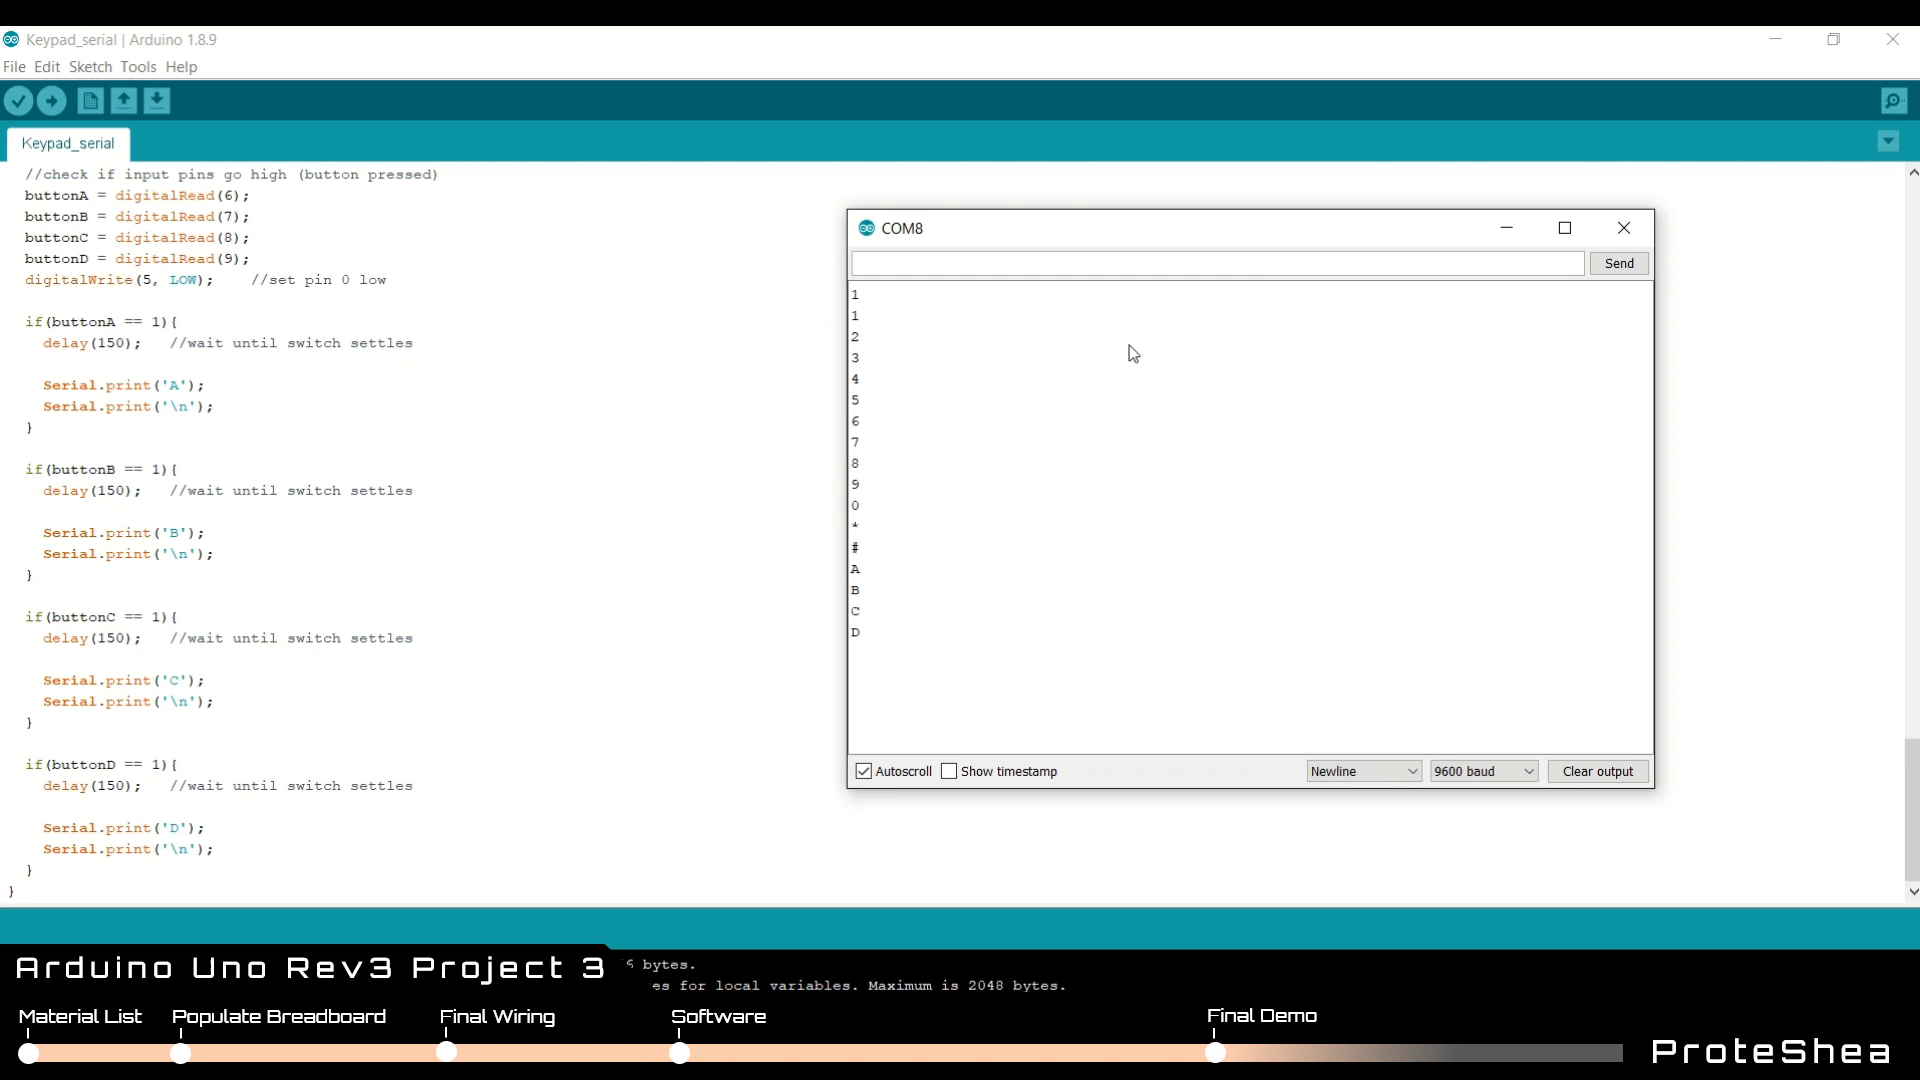 Keypad_serial | Arduino 1.8.9
File Edit Sketch Tools Help
Keypad_serial
//check if input pins go high (button pressed)
buttonA = digitalRead(6);
buttonB = digitalRead(7);
buttonC = digitalRead(8);
buttonD = digitalRead(9);
digitalWrite(5, LOW);    //set pin 0 low
if(buttonA == 1){
delay(150);   //wait until switch settles
Serial.print('A');
Serial.print('\n');
}
if(buttonB == 1){
delay(150);   //wait until switch settles
Serial.print('B');
Serial.print('\n');
}
if(buttonC == 1){
delay(150);   //wait until switch settles
Serial.print('C');
Serial.print('\n');
}
if(buttonD == 1){
delay(150);   //wait until switch settles
Serial.print('D');
Serial.print('\n');
}
}
COM8
Send
1
1
2
3
4
5
6
7
8
9
0
*
#
A
B
C
D
Autoscroll Show timestamp Newline 9600 baud Clear output
Arduino Uno Rev3 Project 3
bytes.
es for local variables. Maximum is 2048 bytes.
Material List Populate Breadboard Final Wiring Software Final Demo
ProteShea